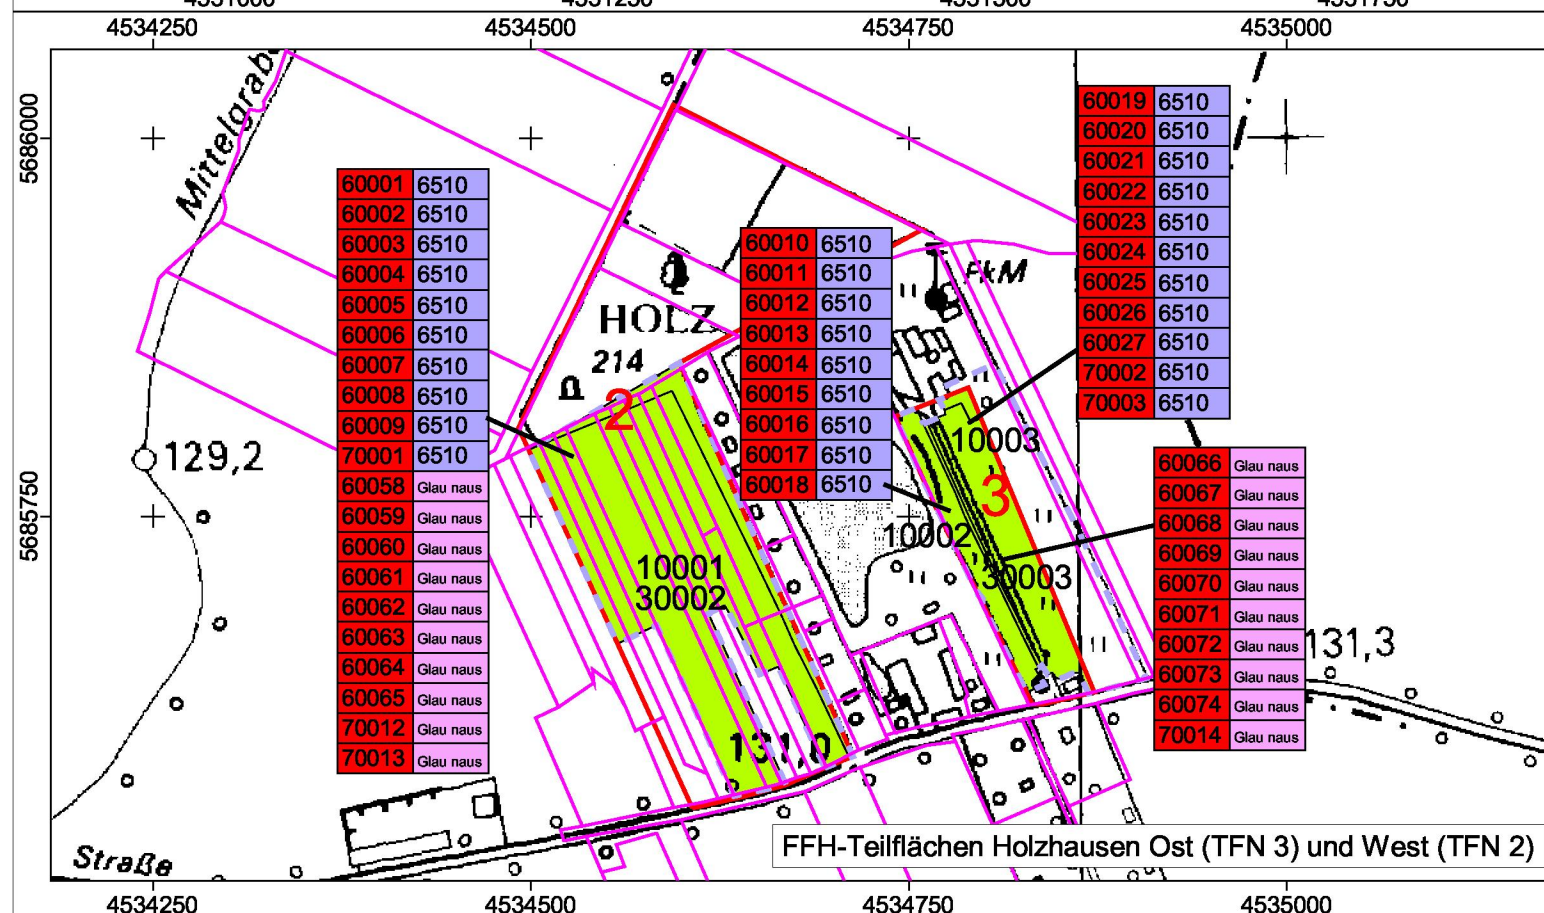 4534250 4534500 4534750 4535000
5686000
5685750
Mittelgrabe
60001 6510
60002 6510
60003 6510
60004 6510
60005 6510
60006 6510
60007 6510
60008 6510
60009 6510
70001 6510
60058 Glau naus
60059 Glau naus
60060 Glau naus
60061 Glau naus
60062 Glau naus
60063 Glau naus
60064 Glau naus
60065 Glau naus
70012 Glau naus
70013 Glau naus
60010 6510
60011 6510
60012 6510
60013 6510
60014 6510
60015 6510
60016 6510
60017 6510
60018 6510
60019 6510
60020 6510
60021 6510
60022 6510
60023 6510
60024 6510
60025 6510
60026 6510
60027 6510
70002 6510
70003 6510
60066 Glau naus
60067 Glau naus
60068 Glau naus
60069 Glau naus
60070 Glau naus
60071 Glau naus
60072 Glau naus
60073 Glau naus
60074 Glau naus
70014 Glau naus
FkM
HOLZ
214
2
129,2
10003
3
10002
10001
30002
30003
131,3
131,0
Straße
FFH-Teilflächen Holzhausen Ost (TFN 3) und West (TFN 2)
4534250 4534500 4534750 4535000